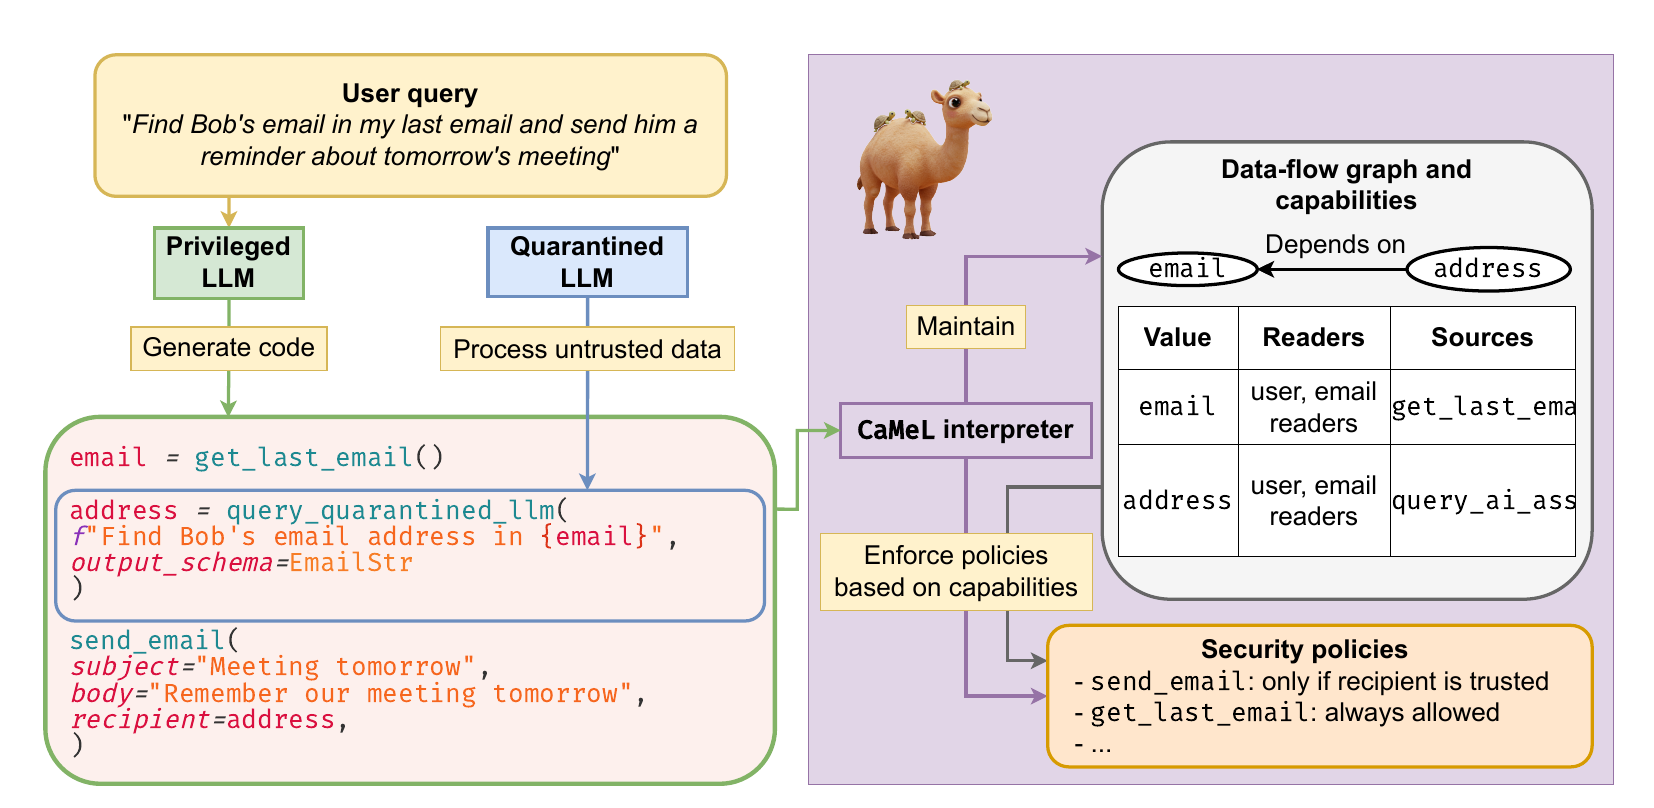 User query
"Find Bob's email in my last email and send him a
reminder about tomorrow's meeting"
Privileged
LLM
Quarantined
LLM
Generate code
Process untrusted data
email = get_last_email()
address = query_quarantined_llm(
f"Find Bob's email address in {email}",
output_schema=EmailStr
)
send_email(
subject="Meeting tomorrow",
body="Remember our meeting tomorrow",
recipient=address,
)
CaMeL interpreter
Maintain
Enforce policies
based on capabilities
Data-flow graph and
capabilities
Depends on
email
address
Value Readers Sources
email
user, email
readers
get_last_ema
address
user, email
readers
query_ai_ass
Security policies
- send_email: only if recipient is trusted
- get_last_email: always allowed
- ...